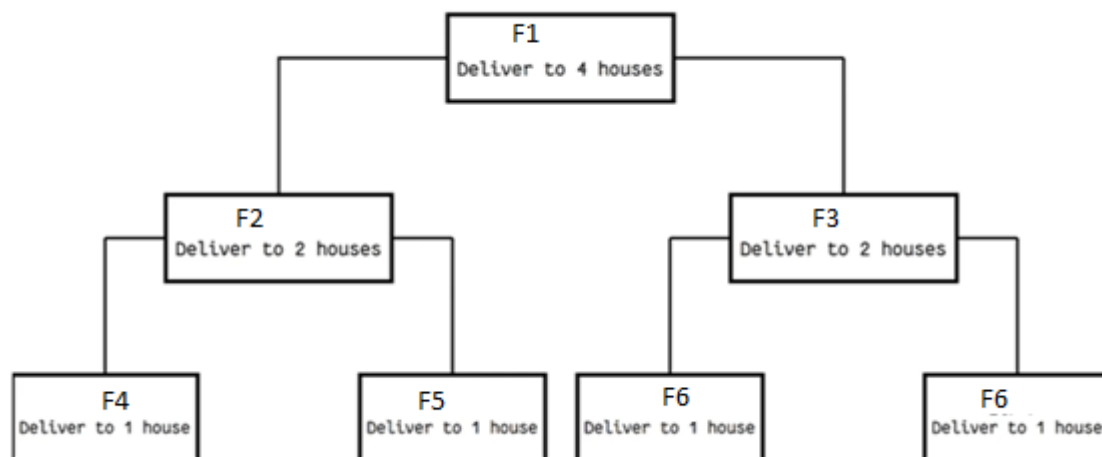 F1
Deliver to 4 houses
F2
Deliver to 2 houses
F3
Deliver to 2 houses
F4
Deliver to 1 house
F5
Deliver to 1 house
F6
Deliver to 1 house
F6
Deliver to 1 house